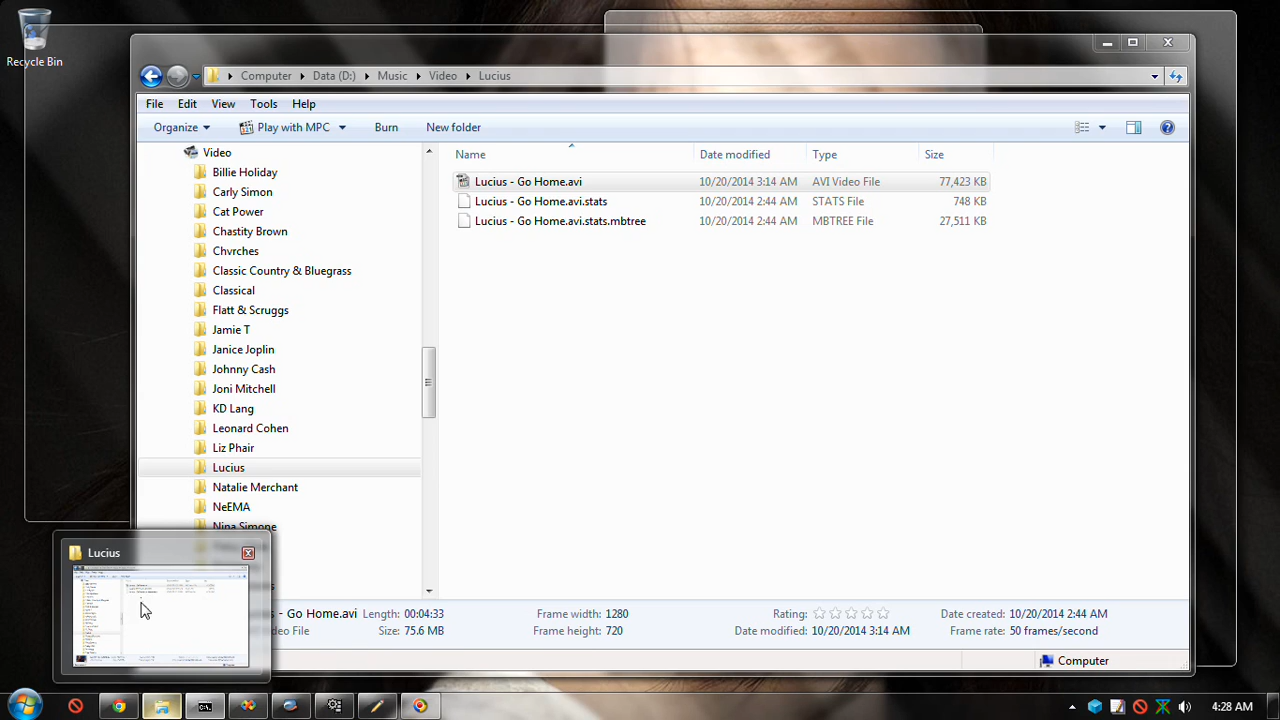 Recycle Bin
Computer Data (D:) Music Video Lucius
File Edit View Tools Help
Organize Play with MPC Burn New folder
Video
Billie Holiday
Carly Simon
Cat Power
Chastity Brown
Chvrches
Classic Country & Bluegrass
Classical
Flatt & Scruggs
Jamie T
Janice Joplin
Johnny Cash
Joni Mitchell
KD Lang
Leonard Cohen
Liz Phair
Lucius
Natalie Merchant
NeEMA
Nina Simone
Name Date modified Type Size
Lucius - Go Home.avi 10/20/2014 3:14 AM AVI Video File 77,423 KB
Lucius - Go Home.avi.stats 10/20/2014 2:44 AM STATS File 748 KB
Lucius - Go Home.avi.stats.mbtree 10/20/2014 2:44 AM MBTREE File 27,511 KB
Lucius
- Go Home.avi Length: 00:04:33 Frame width: 1280 Rating: Date created: 10/20/2014 2:44 AM
File Size: 75.6 MB Frame height: 720 Date modified: 10/20/2014 3:14 AM rate: 50 frames/second
Computer
4:28 AM